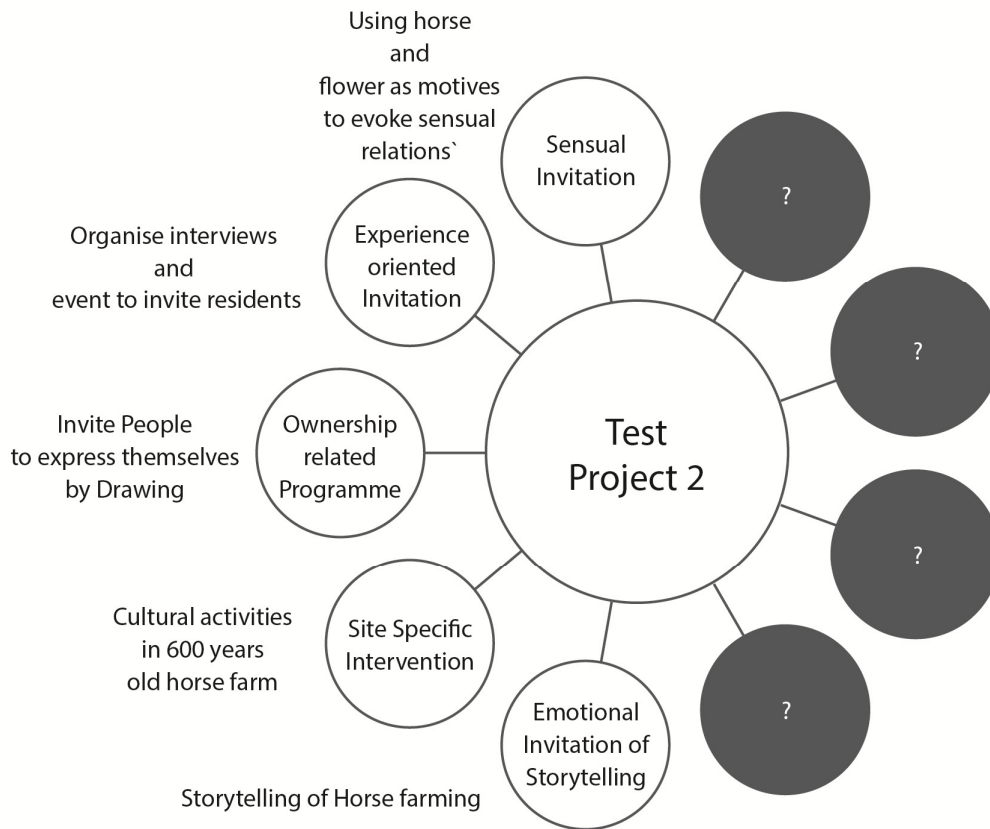 Using horse
and
flower as motives
to evoke sensual
relations`
Sensual
Invitation
?
Organise interviews
and
event to invite residents
Experience
oriented
Invitation
?
Invite People
to express themselves
by Drawing
Ownership
related
Programme
Test
Project 2
?
Cultural activities
in 600 years
old horse farm
Site Specific
Intervention
?
Emotional
Invitation of
Storytelling
Storytelling of Horse farming